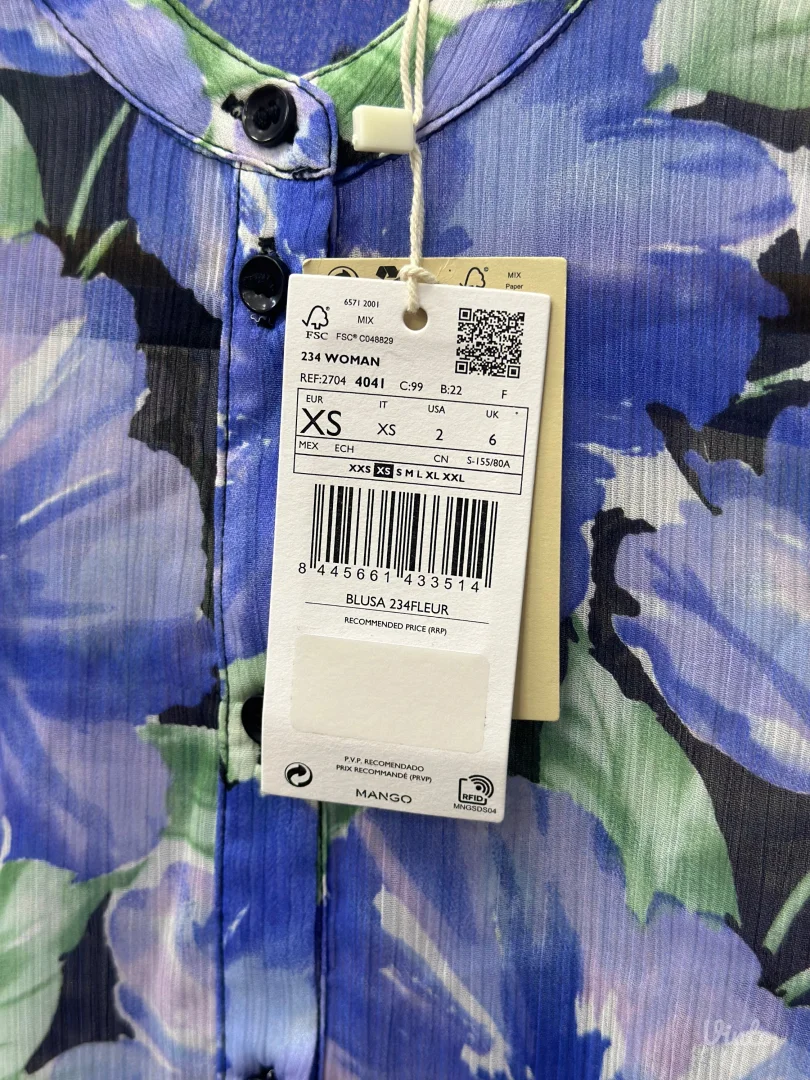 MIX
Paper
6571 2001
MIX
FSC FSC® C048829
234 WOMAN
REF:2704 4041 C:99 B:22 F
EUR IT USA UK
XS XS 2 6
MEX ECH CN S-155/80A
XXS XS S M L XL XXL
8 445661 433514
BLUSA 234FLEUR
RECOMMENDED PRICE (RRP)
P.V.P. RECOMENDADO
PRIX RECOMMANDÉ (PRVP)
MANGO
RFID
MNGSDS04